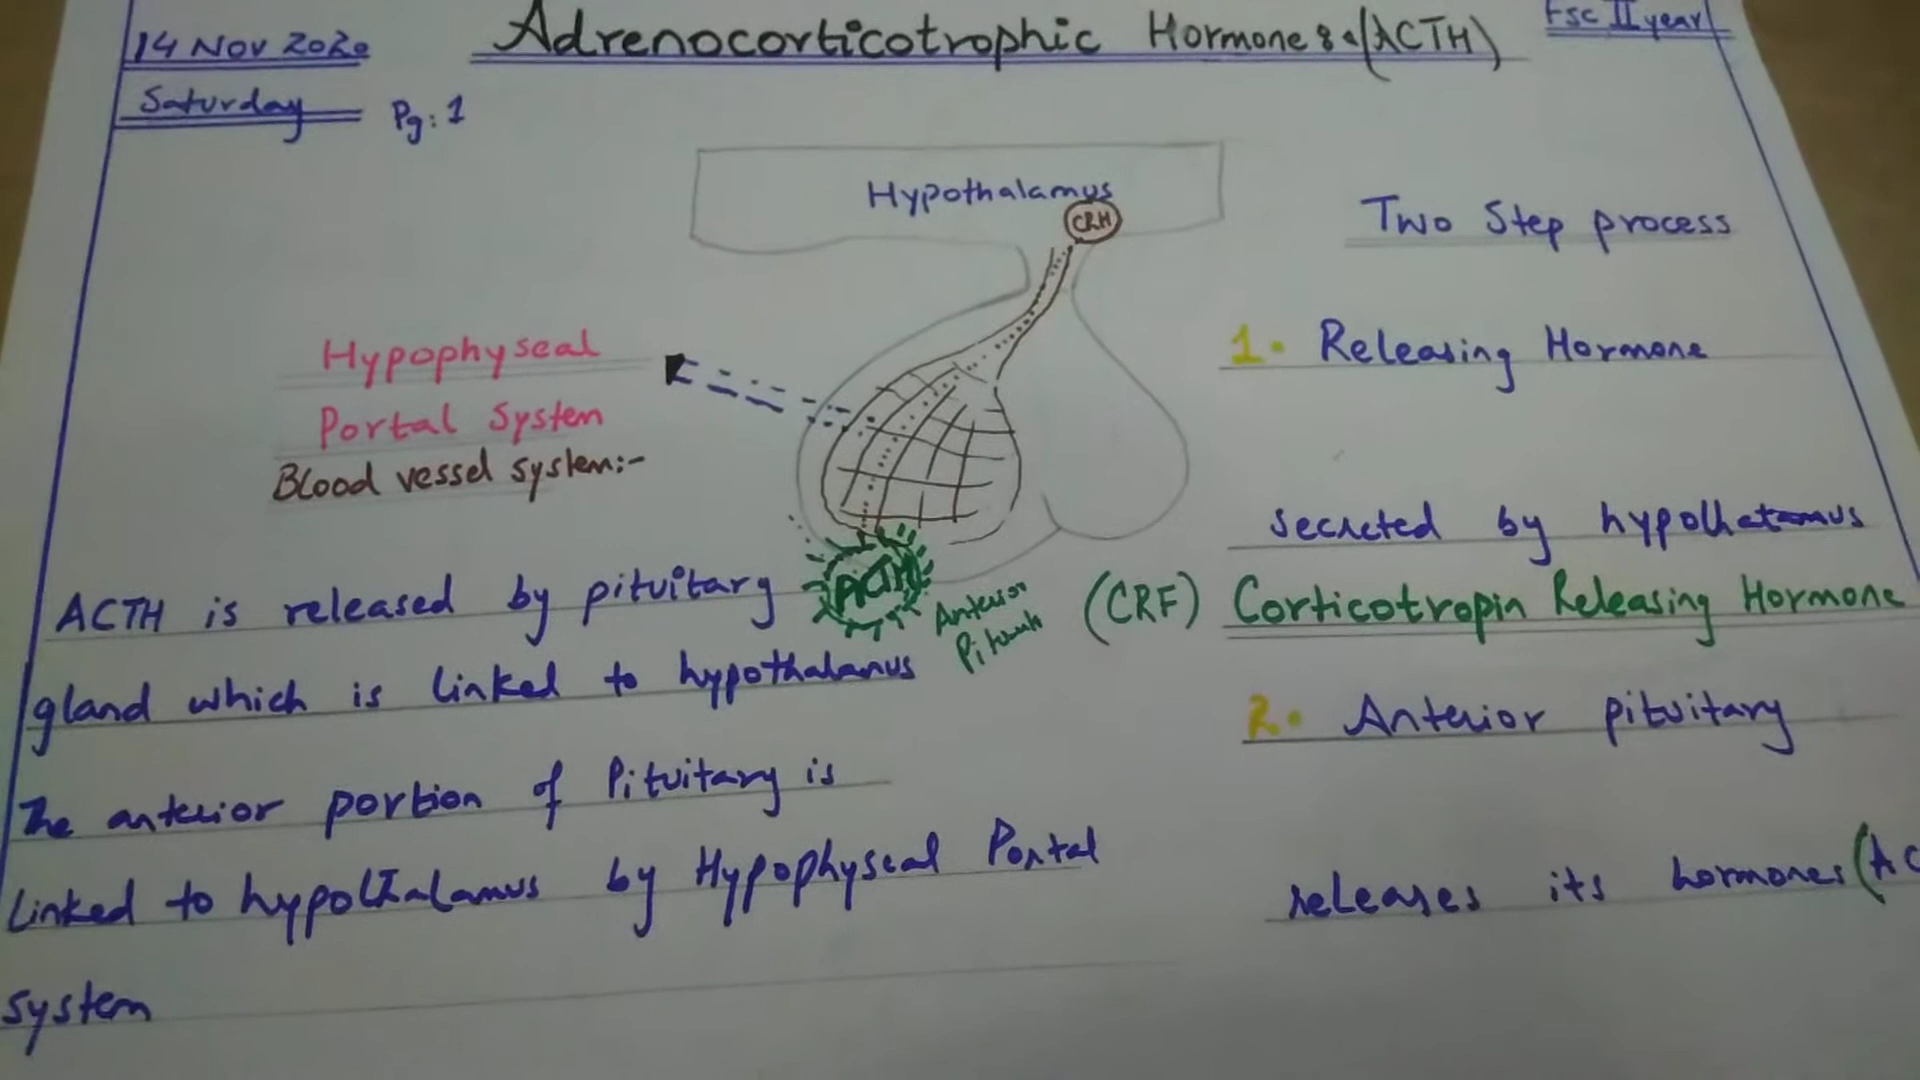 14 Nov 2020
Saturday
Pg: 1
Adrenocorticotrophic Hormone (ACTH)
Fsc II year
Hypothalamus
CRH
Two Step process
1. Releasing Hormone
Hypophyseal
Portal System
Blood vessel system:-
secreted by hypothalamus
(CRF) Corticotropin Releasing Hormone
ACTH
Anterior
ACTH is released by pituitary
gland which is linked to hypothalamus
The anterior portion of Pituitary is
Linked to hypothalamus by Hypophyseal Portal
system
2. Anterior pituitary
releases its hormones (AC